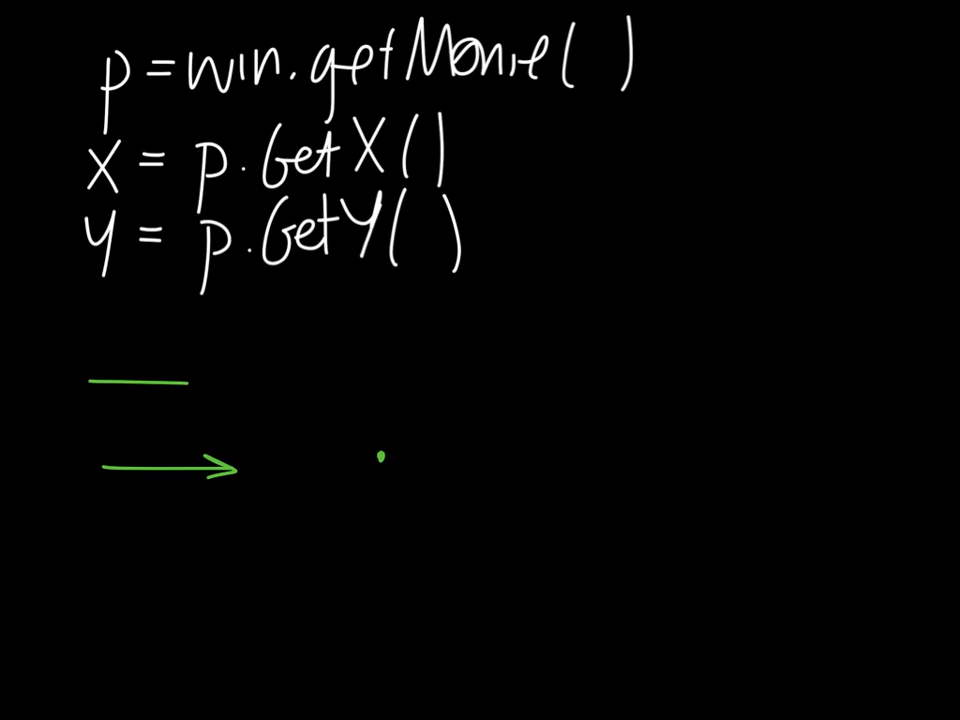 p = win.getMouse( )
X = p.GetX()
Y = p.GetY( )